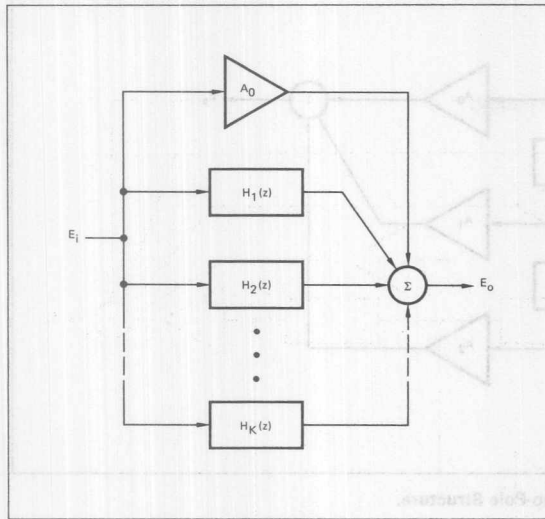 A0
H1(z)
Ei
H2(z)
Σ
Eo
HK(z)
o-Pole Structure.